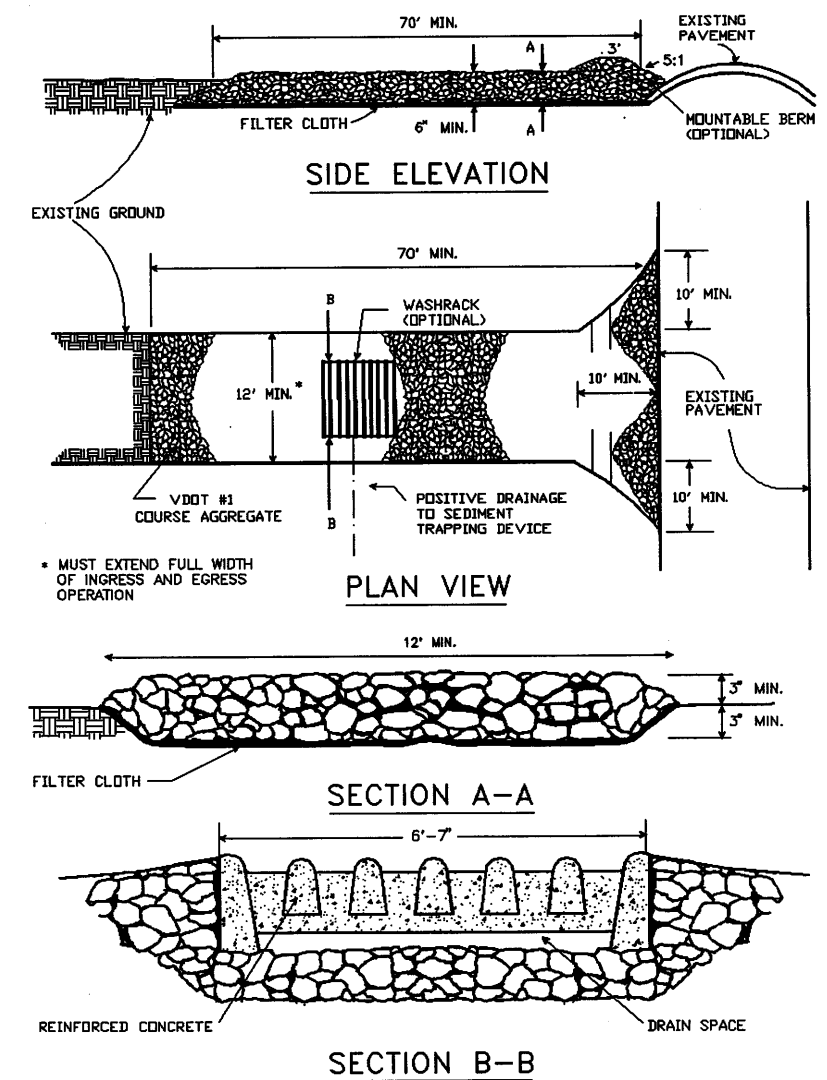 70' MIN.
EXISTING
PAVEMENT
A
3'
5:1
FILTER CLOTH
6" MIN.
A
MOUNTABLE BERM
(OPTIONAL)
SIDE ELEVATION
EXISTING GROUND
70' MIN.
B
WASHRACK
(OPTIONAL)
10' MIN.
12' MIN.*
10' MIN.
EXISTING
PAVEMENT
VDOT #1
COURSE AGGREGATE
B
POSITIVE DRAINAGE
TO SEDIMENT
TRAPPING DEVICE
10' MIN.
* MUST EXTEND FULL WIDTH
OF INGRESS AND EGRESS
OPERATION
PLAN VIEW
12' MIN.
3" MIN.
3" MIN.
FILTER CLOTH
SECTION A-A
6'-7"
REINFORCED CONCRETE
DRAIN SPACE
SECTION B-B